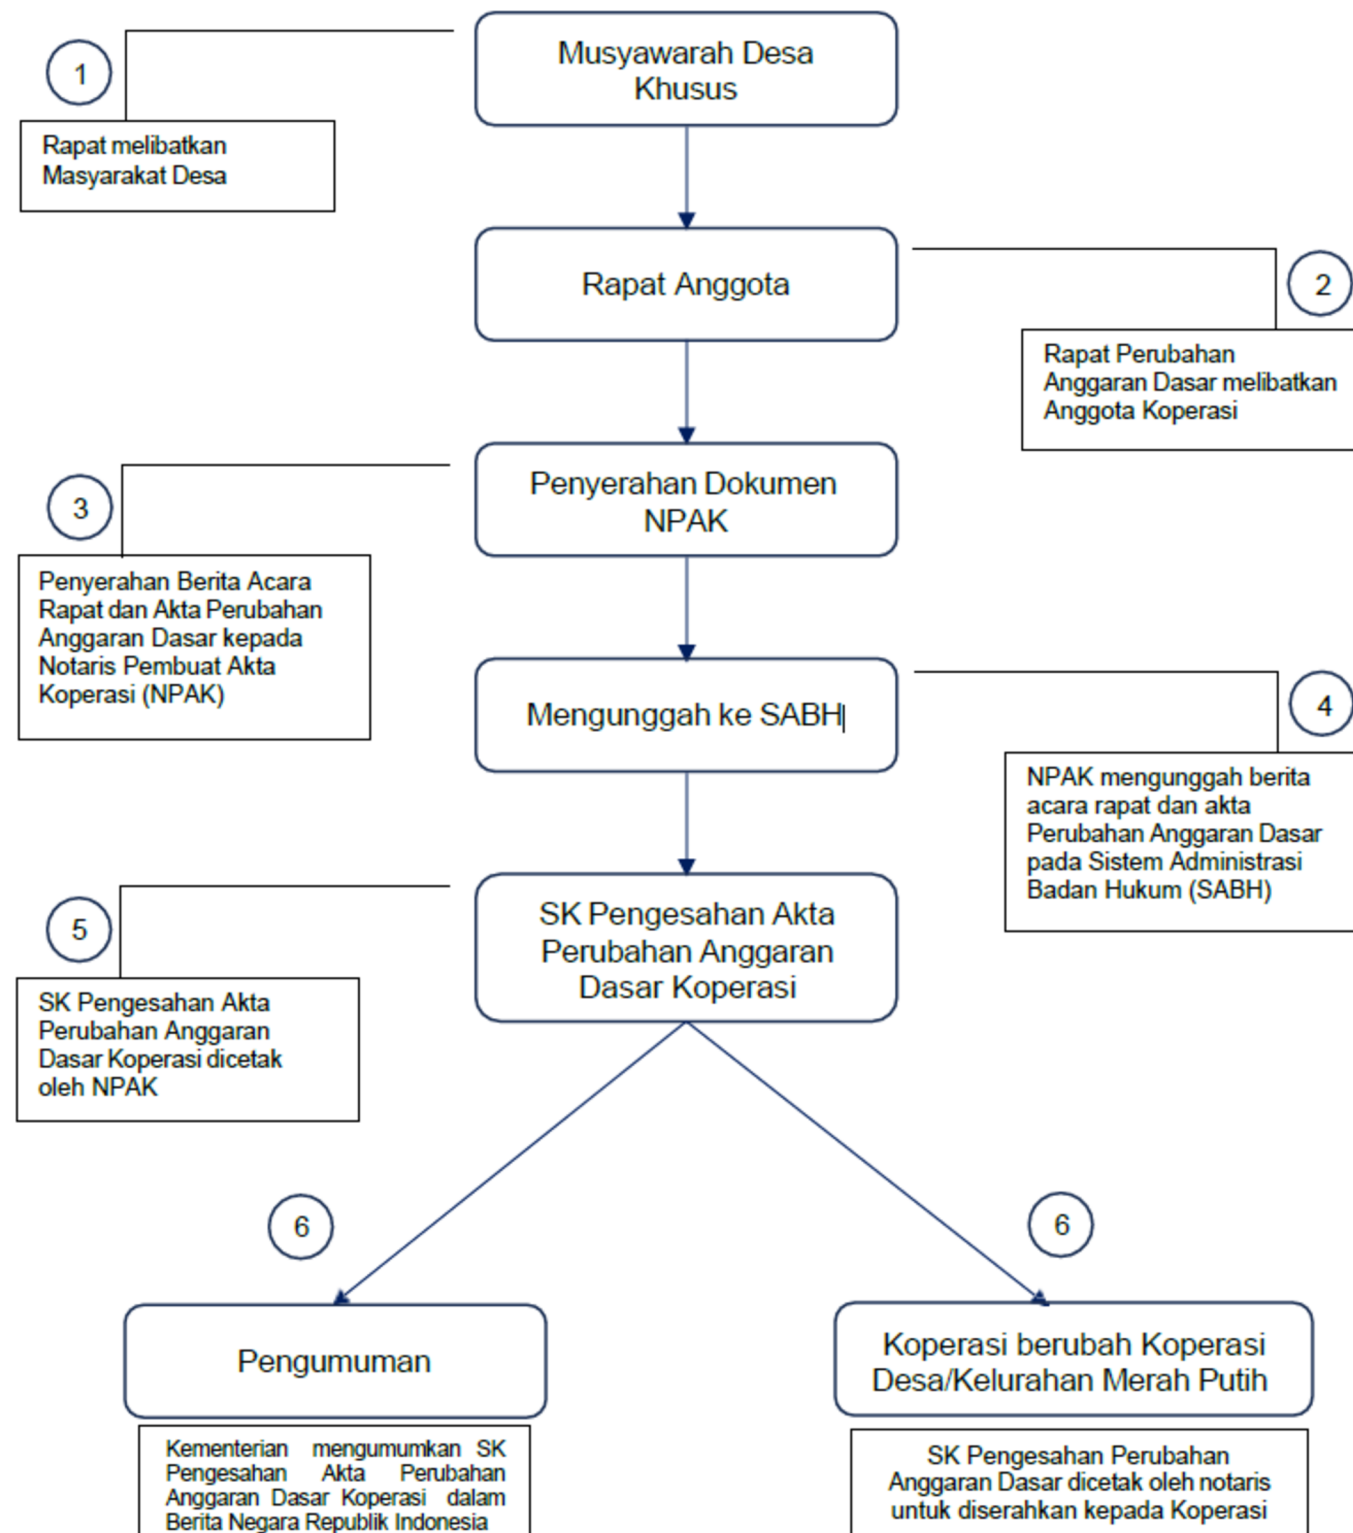 Musyawarah Desa
Khusus
1
Rapat melibatkan
Masyarakat Desa
Rapat Anggota
2
Rapat Perubahan
Anggaran Dasar melibatkan
Anggota Koperasi
Penyerahan Dokumen
NPAK
3
Penyerahan Berita Acara
Rapat dan Akta Perubahan
Anggaran Dasar kepada
Notaris Pembuat Akta
Koperasi (NPAK)
Mengunggah ke SABH
4
NPAK mengunggah berita
acara rapat dan akta
Perubahan Anggaran Dasar
pada Sistem Administrasi
Badan Hukum (SABH)
SK Pengesahan Akta
Perubahan Anggaran
Dasar Koperasi
5
SK Pengesahan Akta
Perubahan Anggaran
Dasar Koperasi dicetak
oleh NPAK
6
Pengumuman
Kementerian mengumumkan SK
Pengesahan Akta Perubahan
Anggaran Dasar Koperasi dalam
Berita Negara Republik Indonesia
6
Koperasi berubah Koperasi
Desa/Kelurahan Merah Putih
SK Pengesahan Perubahan
Anggaran Dasar dicetak oleh notaris
untuk diserahkan kepada Koperasi